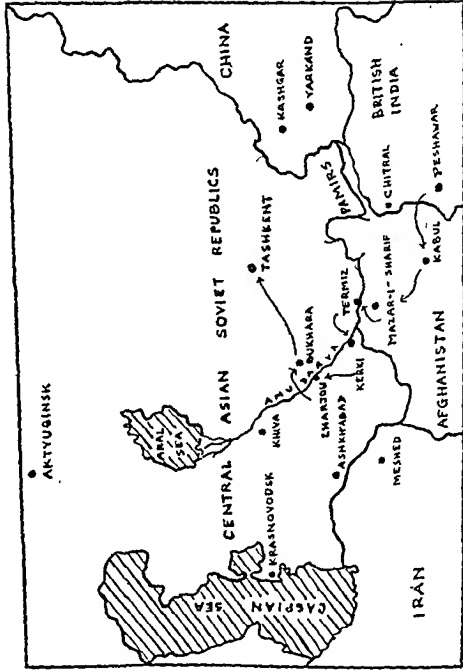 AKTYUBINSK
CHINA
ARAL
SEA
CENTRAL ASIAN SOVIET REPUBLICS
KASHGAR
YARKAND
TASHKENT
CASPIAN
SEA
KRASNOVODSK
KHIVA
AMU DARYA
BUKHARA
CHARJOU
KERKI
TERMIZ
PAMIRS
BRITISH
INDIA
ASHKHABAD
MESHED
MAZAR-I-SHARIF
CHITRAL
KABUL
PESHAWAR
IRAN
AFGHANISTAN